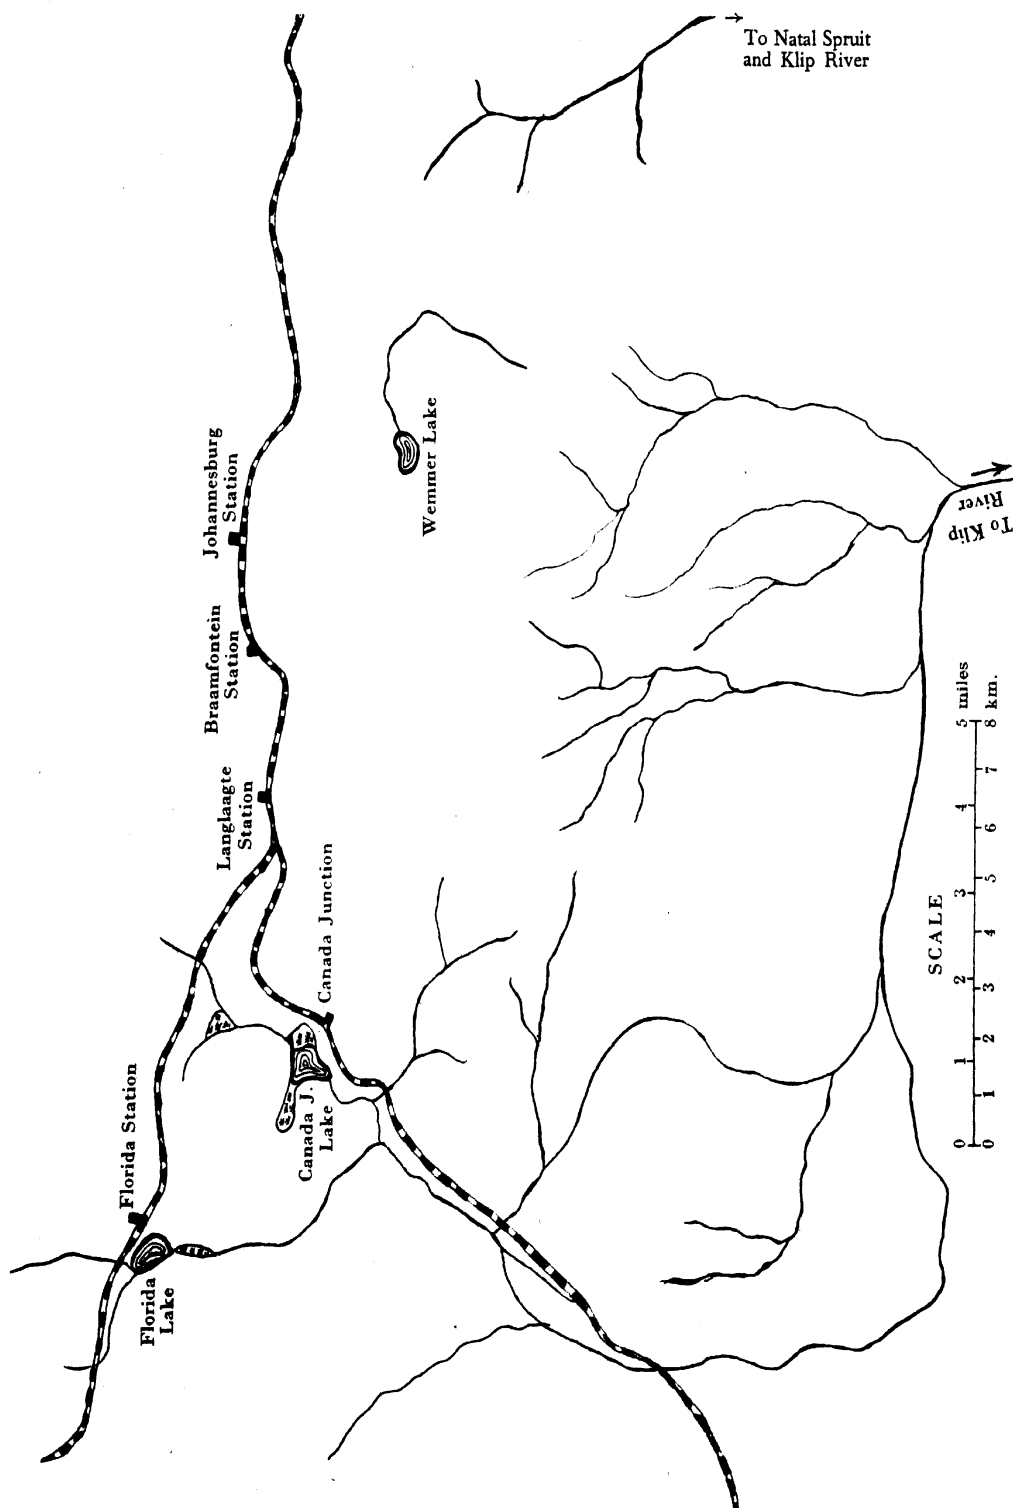 To Natal Spruit
and Klip River
Johannesburg
Station
Braamfontein
Station
Langlaagte
Station
Wemmer Lake
Canada Junction
Canada J.
Lake
Florida Station
Florida
Lake
To Klip
River
SCALE
0 1 2 3 4 5 miles
0 1 2 3 4 5 6 7 8 km.